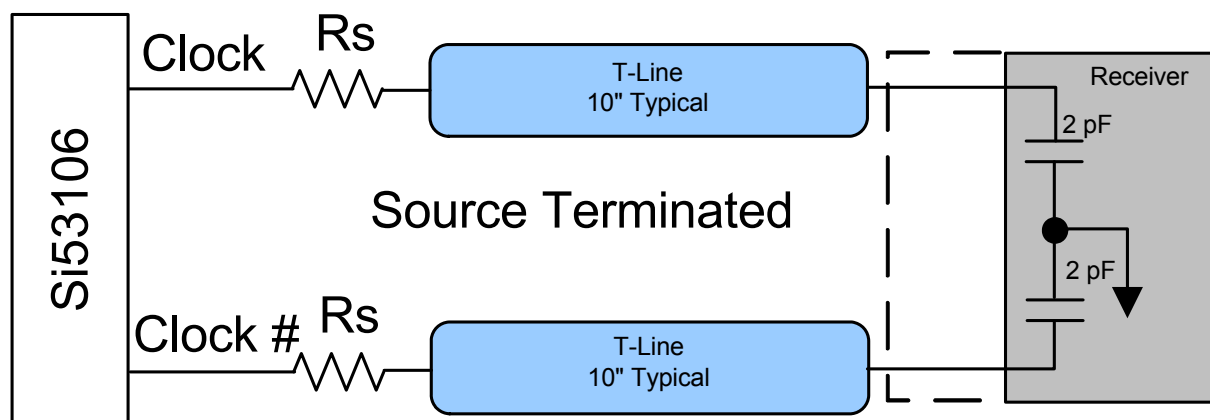 Si53106
Clock
Rs
T-Line
10" Typical
Receiver
2 pF
Source Terminated
2 pF
Clock #
Rs
T-Line
10" Typical